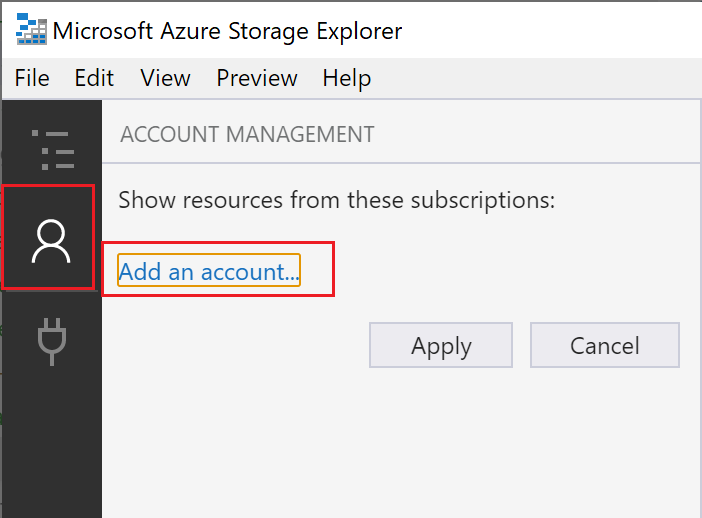 Microsoft Azure Storage Explorer
File Edit View Preview Help
ACCOUNT MANAGEMENT
Show resources from these subscriptions:
Add an account...
Apply Cancel